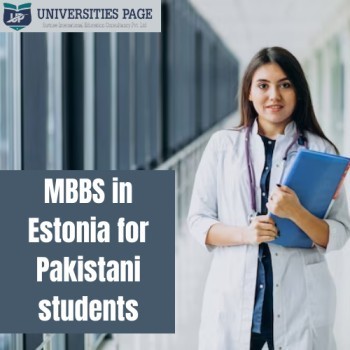 UP
UNIVERSITIES PAGE
MBBS in
Estonia for
Pakistani
students